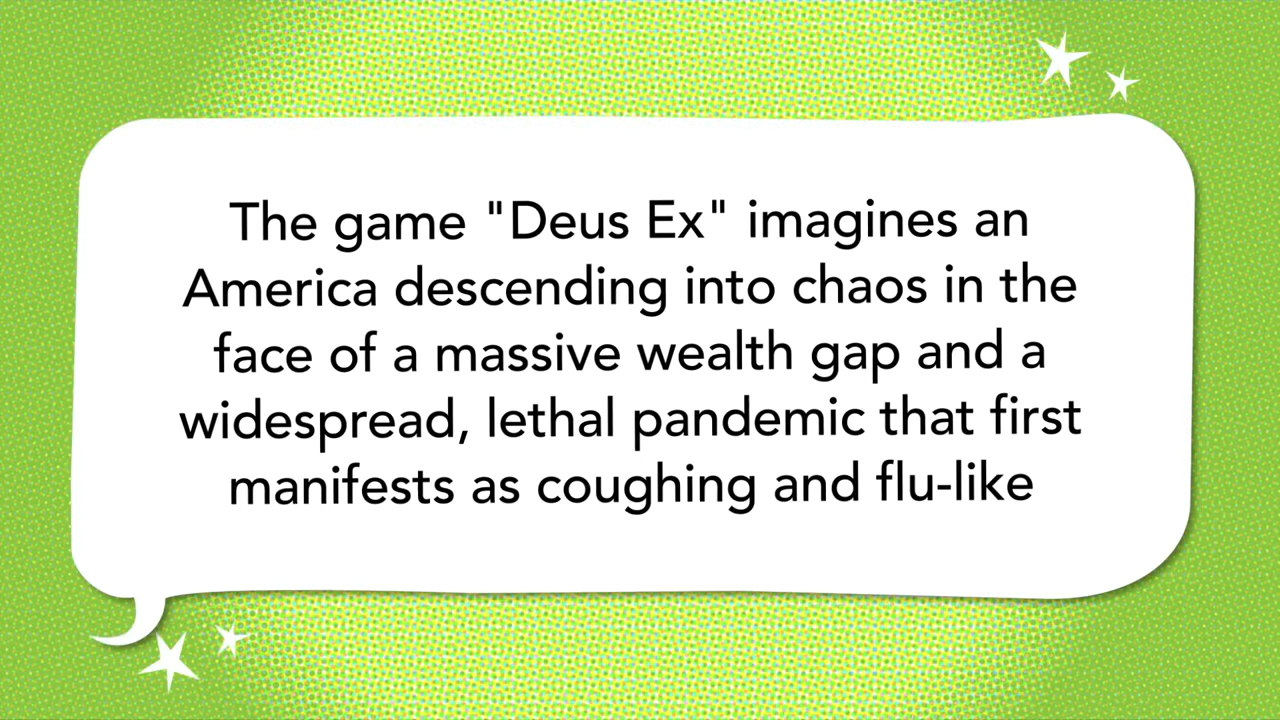 The game "Deus Ex" imagines an
America descending into chaos in the
face of a massive wealth gap and a
widespread, lethal pandemic that first
manifests as coughing and flu-like